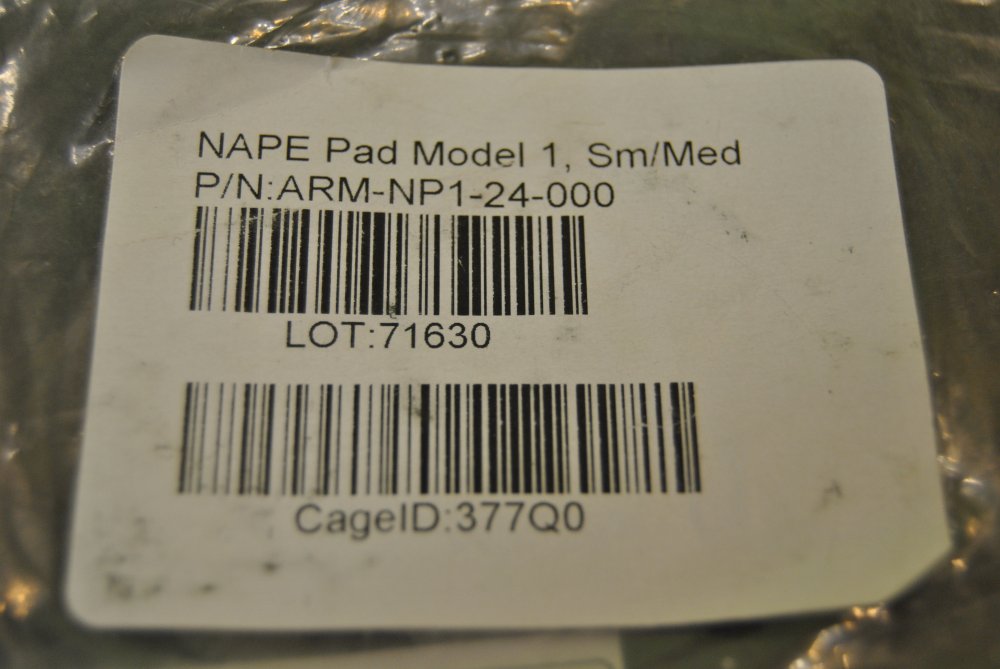 NAPE Pad Model 1, Sm/Med
P/N:ARM-NP1-24-000
LOT:71630
CageID:377Q0